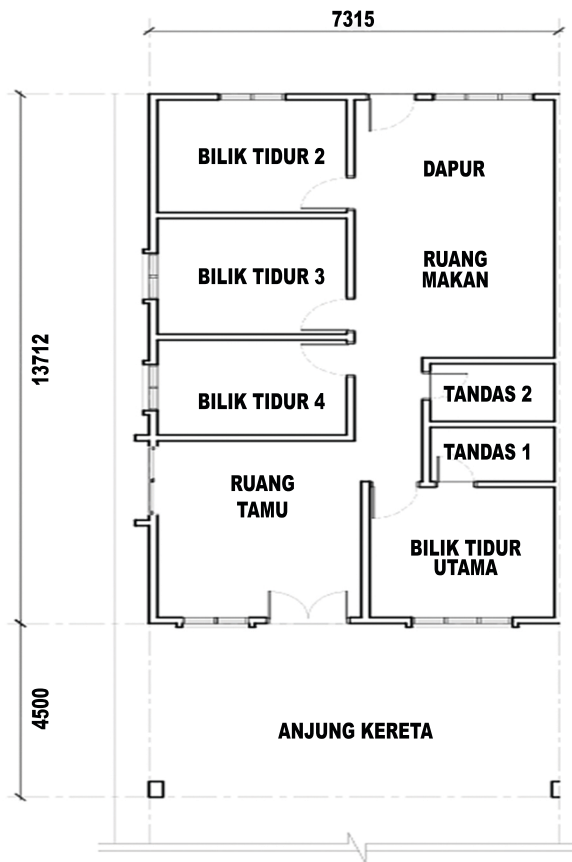 7315
BILIK TIDUR 2
DAPUR
RUANG
MAKAN
BILIK TIDUR 3
13712
BILIK TIDUR 4
TANDAS 2
TANDAS 1
RUANG
TAMU
BILIK TIDUR
UTAMA
4500
ANJUNG KERETA